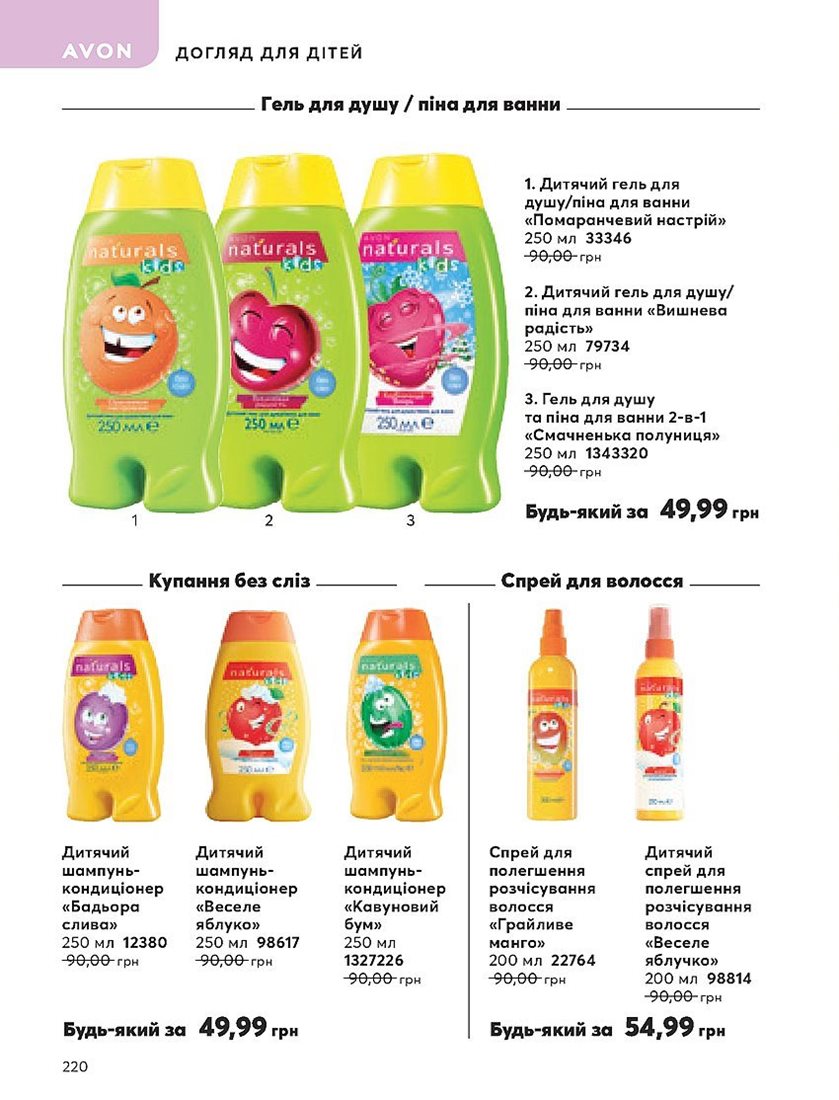 AVON
ДОГЛЯД ДЛЯ ДІТЕЙ
Гель для душу / піна для ванни
AVON
naturals
kids
250 МЛ e
AVON
naturals
kids
250 МЛ e
AVON
naturals
kids
250 МЛ e
1
2
3
1. Дитячий гель для
душу/піна для ванни
«Помаранчевий настрій»
250 мл 33346
90,00 грн
2. Дитячий гель для душу/
піна для ванни «Вишнева
радість»
250 мл 79734
90,00 грн
3. Гель для душу
та піна для ванни 2-в-1
«Смачненька полуниця»
250 мл 1343320
90,00 грн
Будь-який за 49,99 грн
Купання без сліз
naturals
kids
250 МЛ e
naturals
kids
250 МЛ e
naturals
kids
Дитячий
шампунь-
кондиціонер
«Бадьора
слива»
250 мл 12380
90,00 грн
Дитячий
шампунь-
кондиціонер
«Веселе
яблуко»
250 мл 98617
90,00 грн
Дитячий
шампунь-
кондиціонер
«Кавуновий
бум»
250 мл
1327226
90,00 грн
Будь-який за 49,99 грн
Спрей для волосся
naturals
kids
naturals
kids
Спрей для
полегшення
розчісування
волосся
«Грайливе
манго»
200 мл 22764
90,00 грн
Дитячий
спрей для
полегшення
розчісування
волосся
«Веселе
яблучко»
200 мл 98814
90,00 грн
Будь-який за 54,99 грн
220